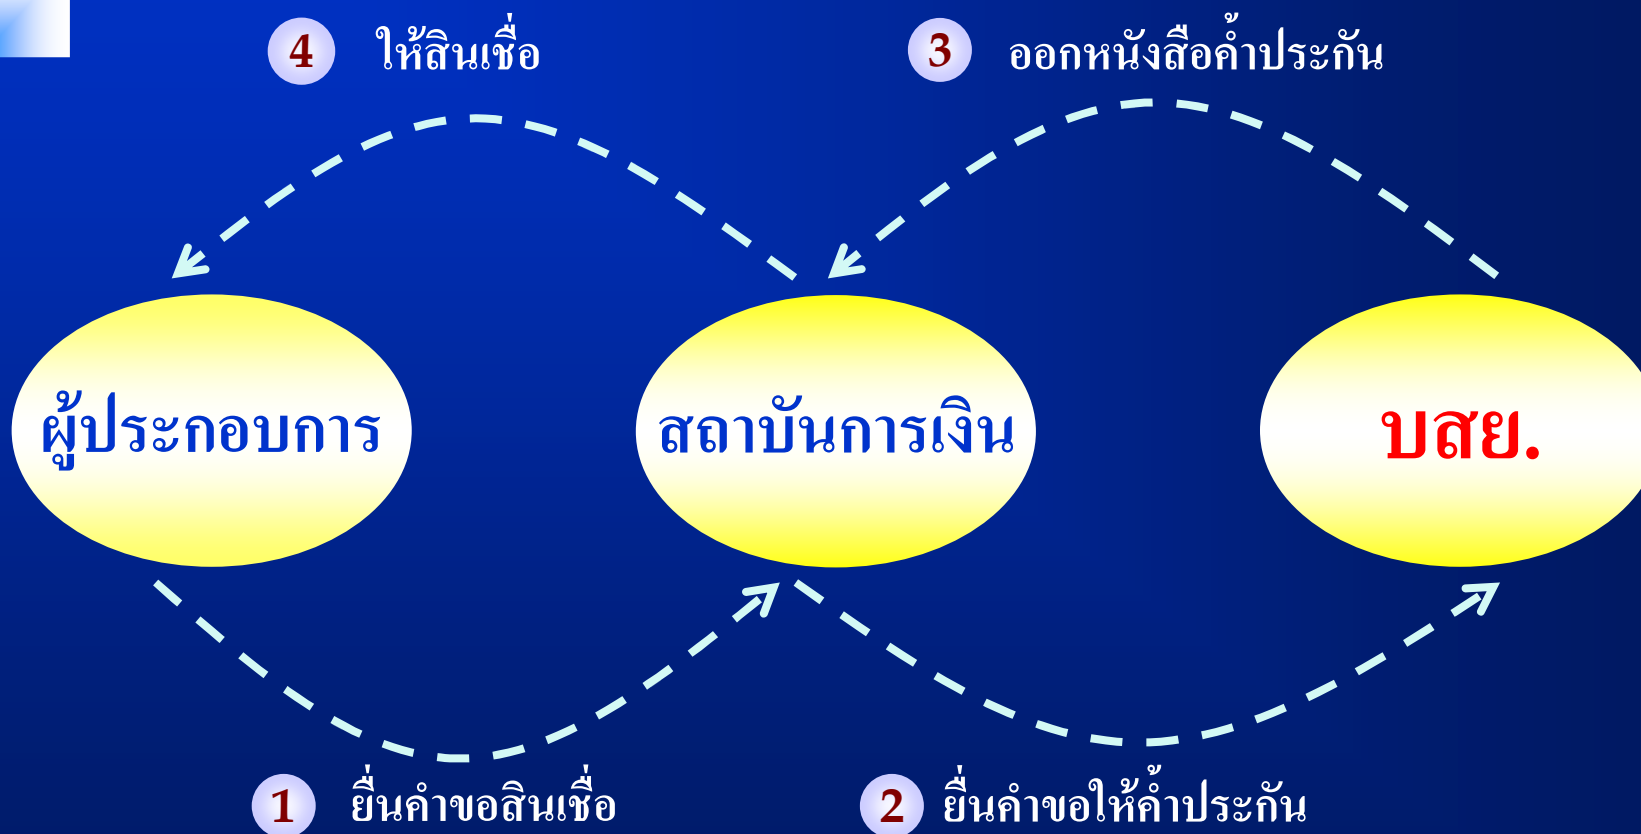 4 ให้สินเชื่อ
3 ออกหนังสือค้ำประกัน
ผู้ประกอบการ
สถาบันการเงิน
บสย.
1 ยื่นคำขอสินเชื่อ
2 ยื่นคำขอให้ค้ำประกัน